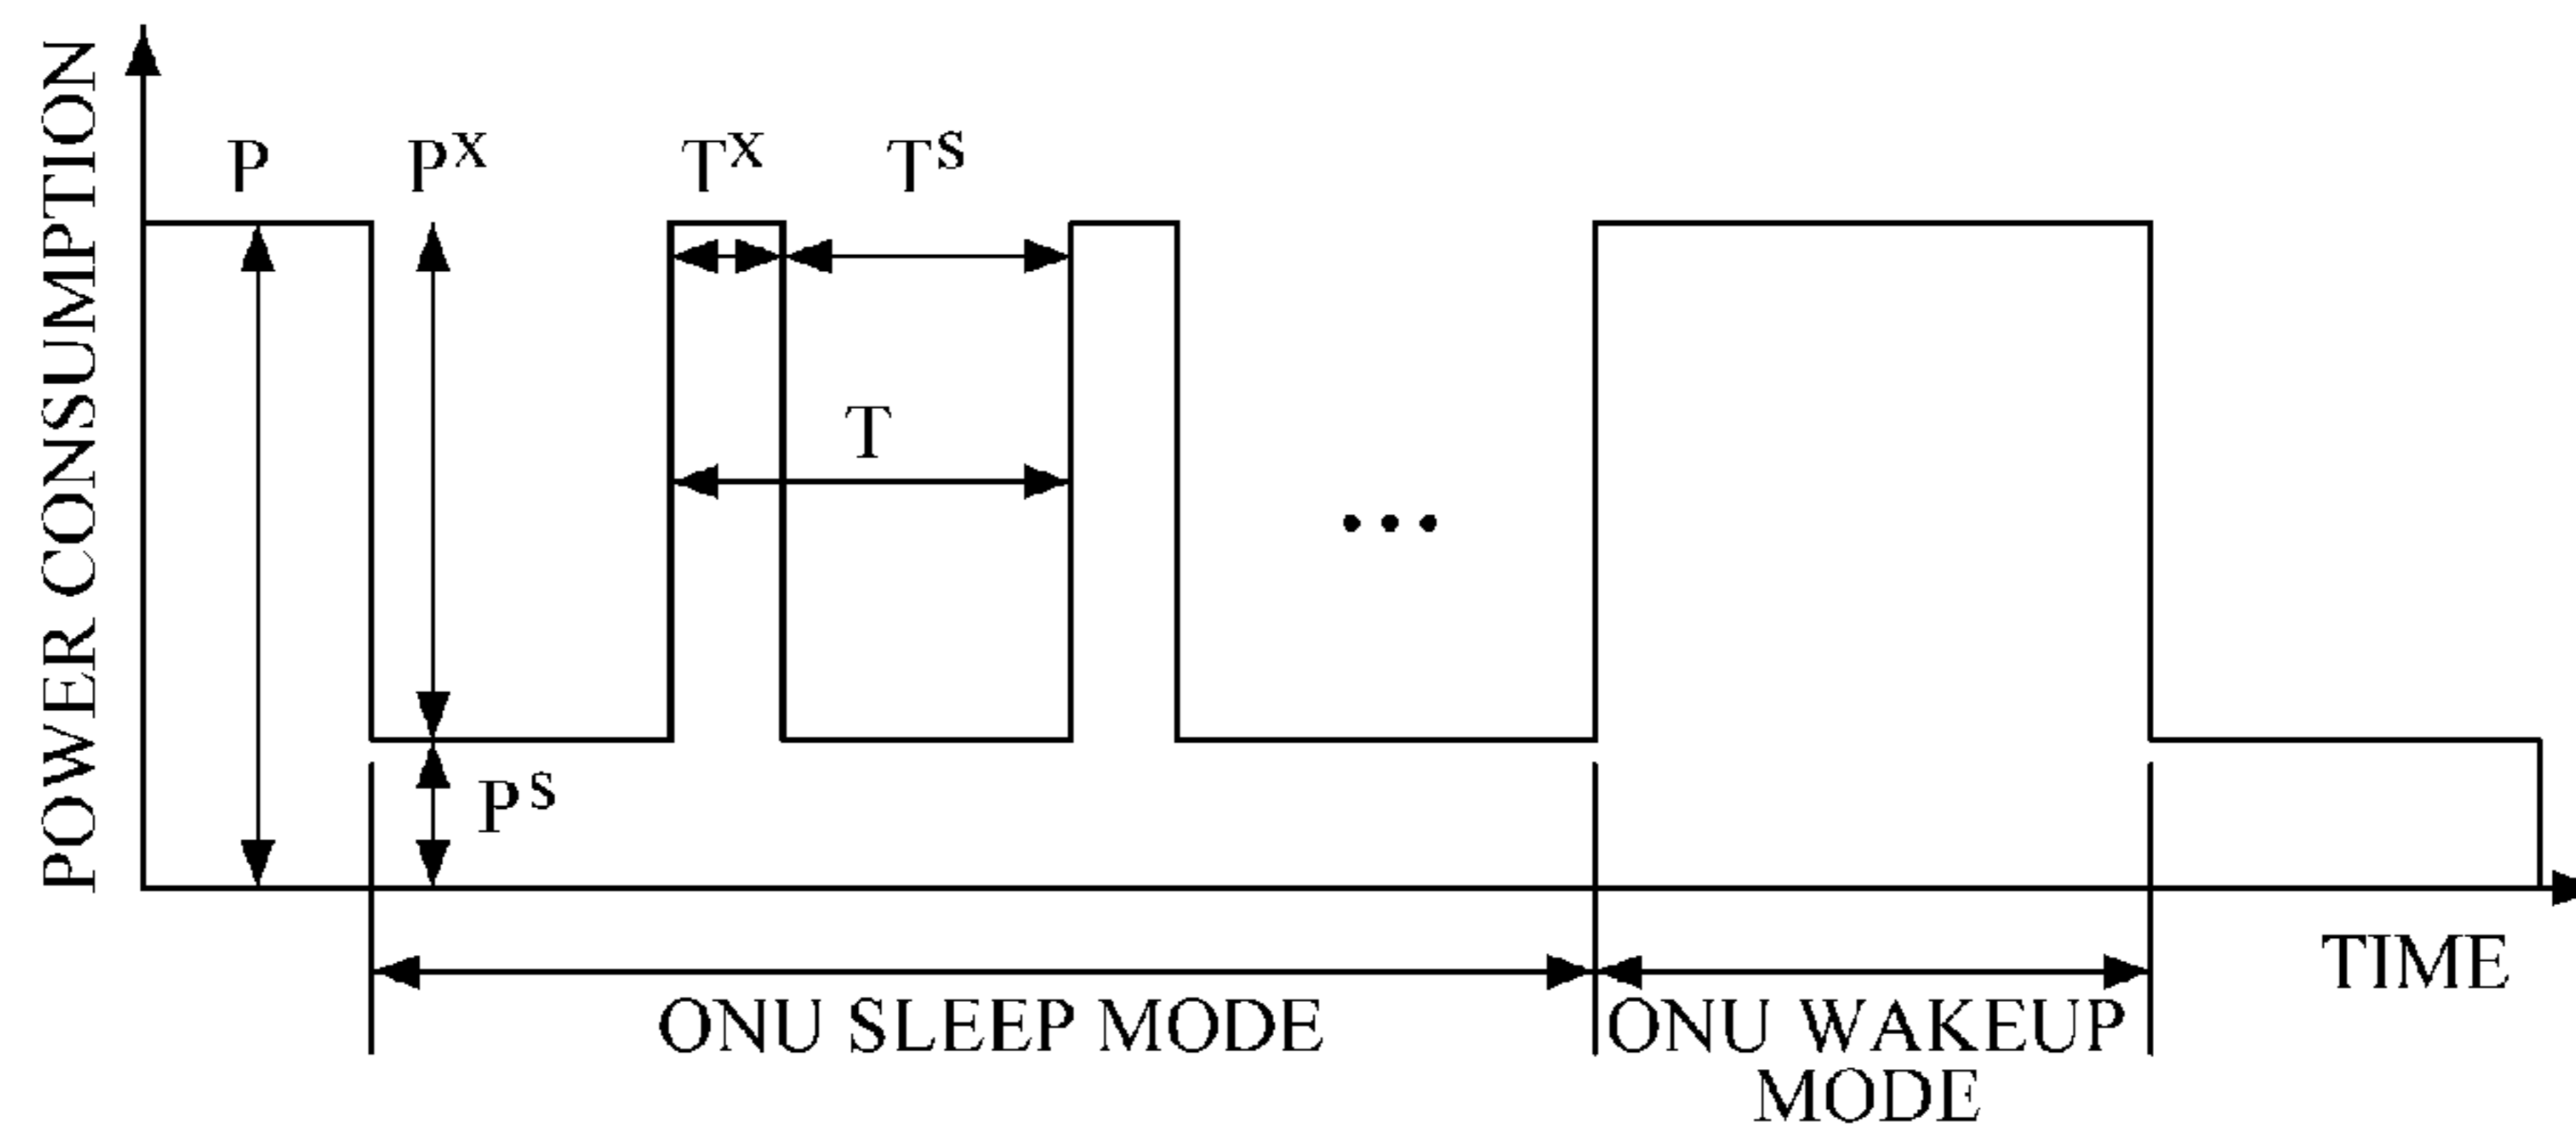 POWER CONSUMPTION
P
P^X
T^X
T^S
T
...
P^S
TIME
ONU SLEEP MODE
ONU WAKEUP
MODE